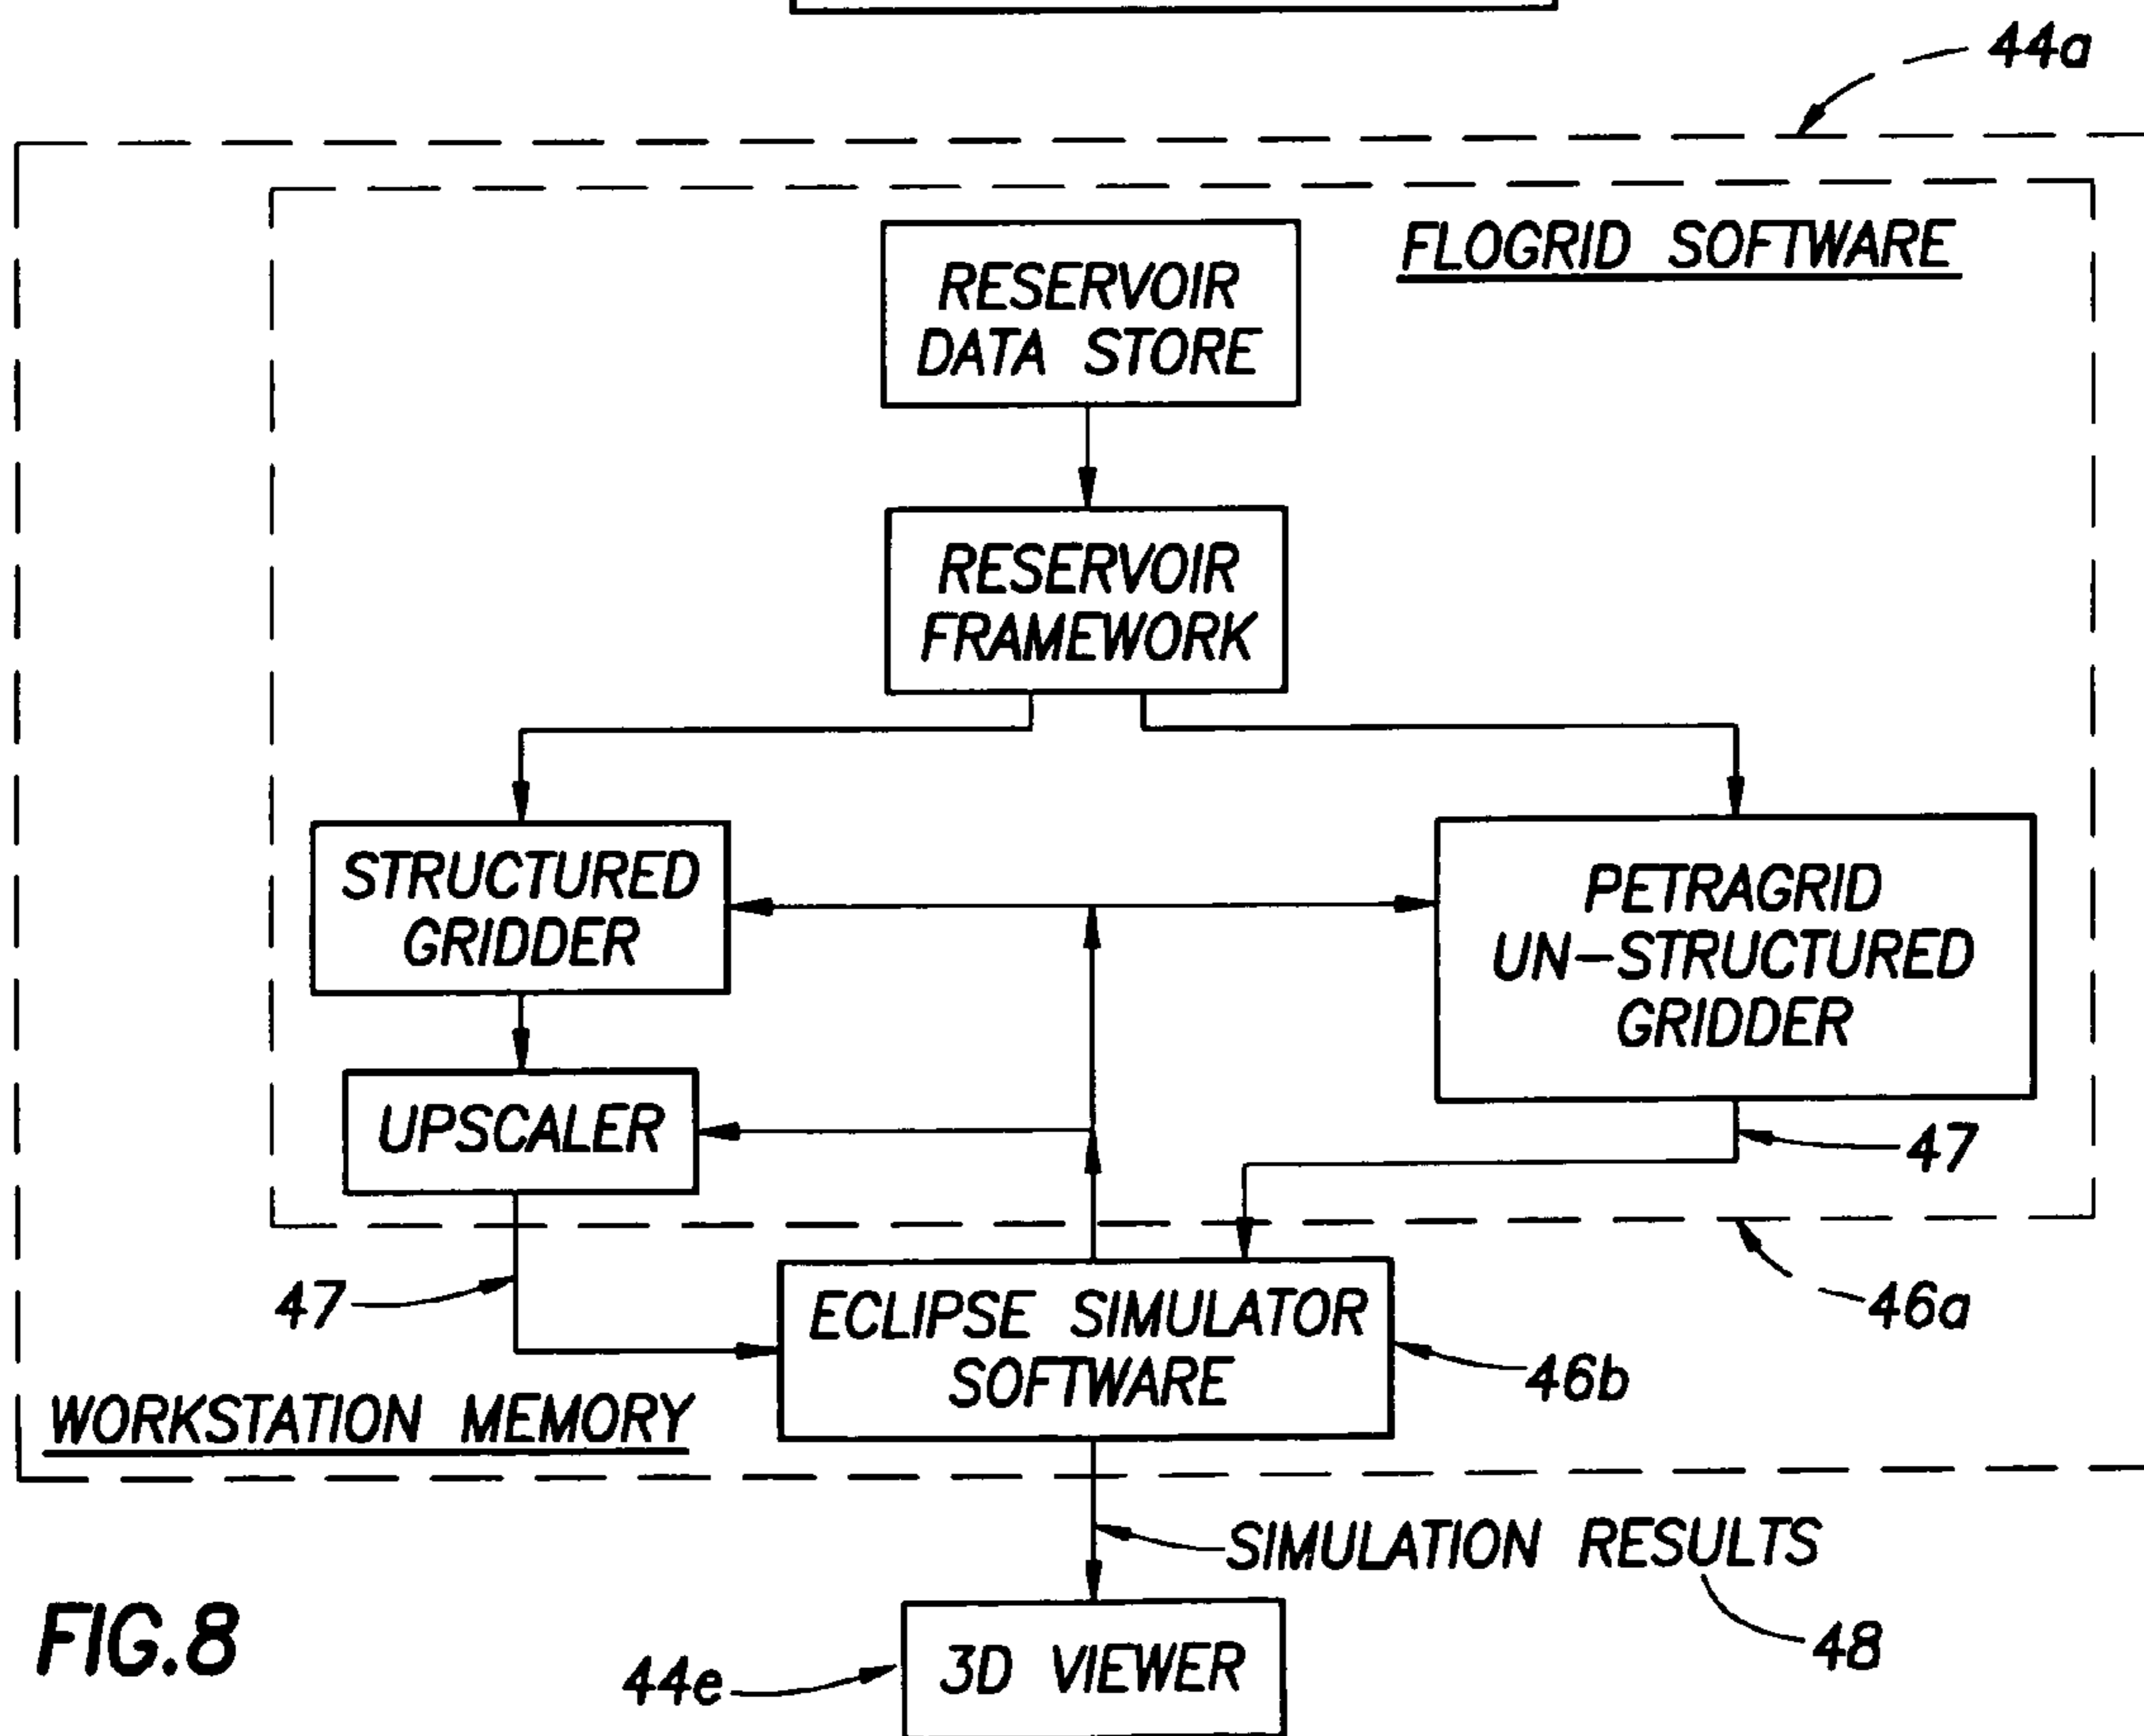 44a
FLOGRID SOFTWARE
RESERVOIR
DATA STORE
RESERVOIR
FRAMEWORK
STRUCTURED
GRIDDER
PETRAGRID
UN-STRUCTURED
GRIDDER
UPSCALER
47
47
46a
ECLIPSE SIMULATOR
SOFTWARE
46b
WORKSTATION MEMORY
SIMULATION RESULTS
48
FIG.8
44e
3D VIEWER